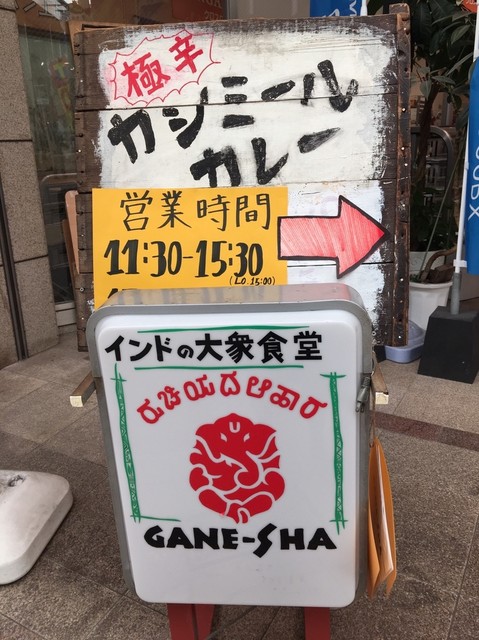 極辛
カシミール
カレー
営業時間
11:30-15:30
(L.O.15:00)
インドの大衆食堂
ರುಚಿಯದಆಹಾರ
GANE-SHA